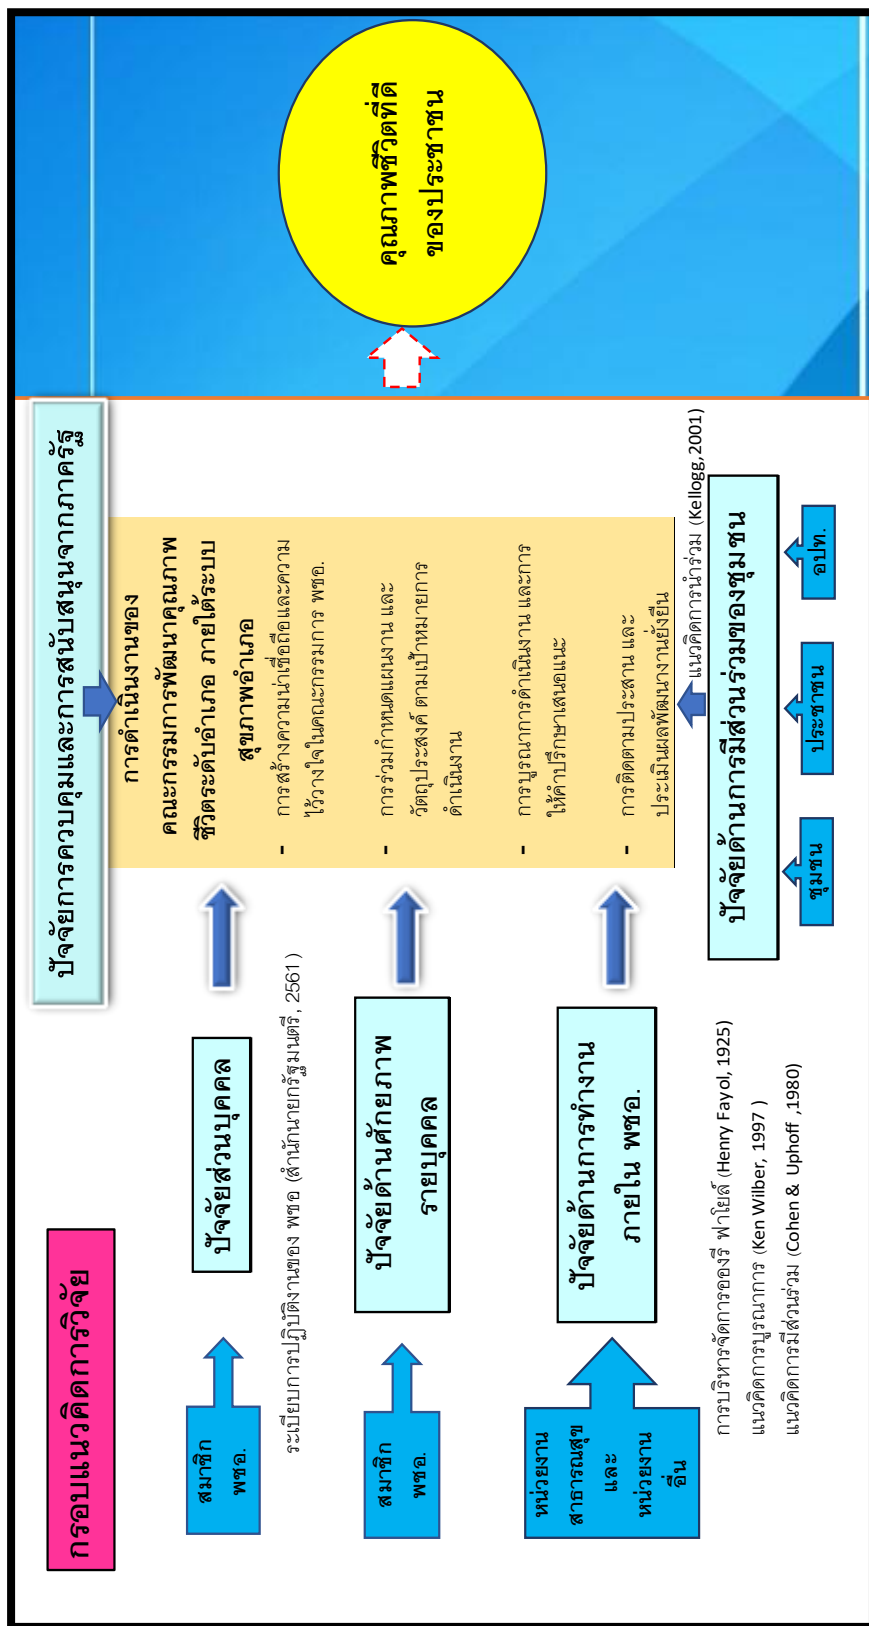 กรอบแนวคิดการวิจัย
ปัจจัยการควบคุมและการสนับสนุนจากภาครัฐ
สมาชิก
พชอ.
ปัจจัยส่วนบุคคล
ระเบียบการปฏิบัติงานของ พชอ (สำนักนายกรัฐมนตรี, 2561)
สมาชิก
พชอ.
ปัจจัยด้านศักยภาพ
รายบุคคล
หน่วยงาน
สาธารณสุข
และ
หน่วยงาน
อื่น
ปัจจัยด้านการทำงาน
ภายใน พชอ.
การบริหารจัดการอองรี ฟาโยล์ (Henry Fayol, 1925)
แนวคิดการบูรณาการ (Ken Wilber, 1997 )
แนวคิดการมีส่วนร่วม (Cohen & Uphoff ,1980)
การดำเนินงานของ
คณะกรรมการพัฒนาคุณภาพ
ชีวิตระดับอำเภอ ภายใต้ระบบ
สุขภาพอำเภอ
- การสร้างความน่าเชื่อถือและความ
ไว้วางใจในคณะกรรมการ พชอ.
- การร่วมกำหนดแผนงาน และ
วัตถุประสงค์ ตามเป้าหมายการ
ดำเนินงาน
- การบูรณาการดำเนินงาน และการ
ให้คำปรึกษาเสนอแนะ
- การติดตามประสาน และ
ประเมินผลพัฒนางานยั่งยืน
แนวคิดการนำร่วม (Kellogg,2001)
ปัจจัยด้านการมีส่วนร่วมของชุมชน
ชุมชน
ประชาชน
อปท.
คุณภาพชีวิตที่ดี
ของประชาชน